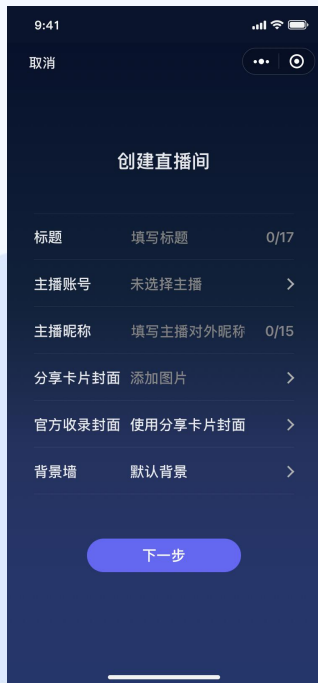 9:41
取消
创建直播间
标题 填写标题 0/17
主播账号 未选择主播
主播昵称 填写主播对外昵称 0/15
分享卡片封面 添加图片
官方收录封面 使用分享卡片封面
背景墙 默认背景
下一步